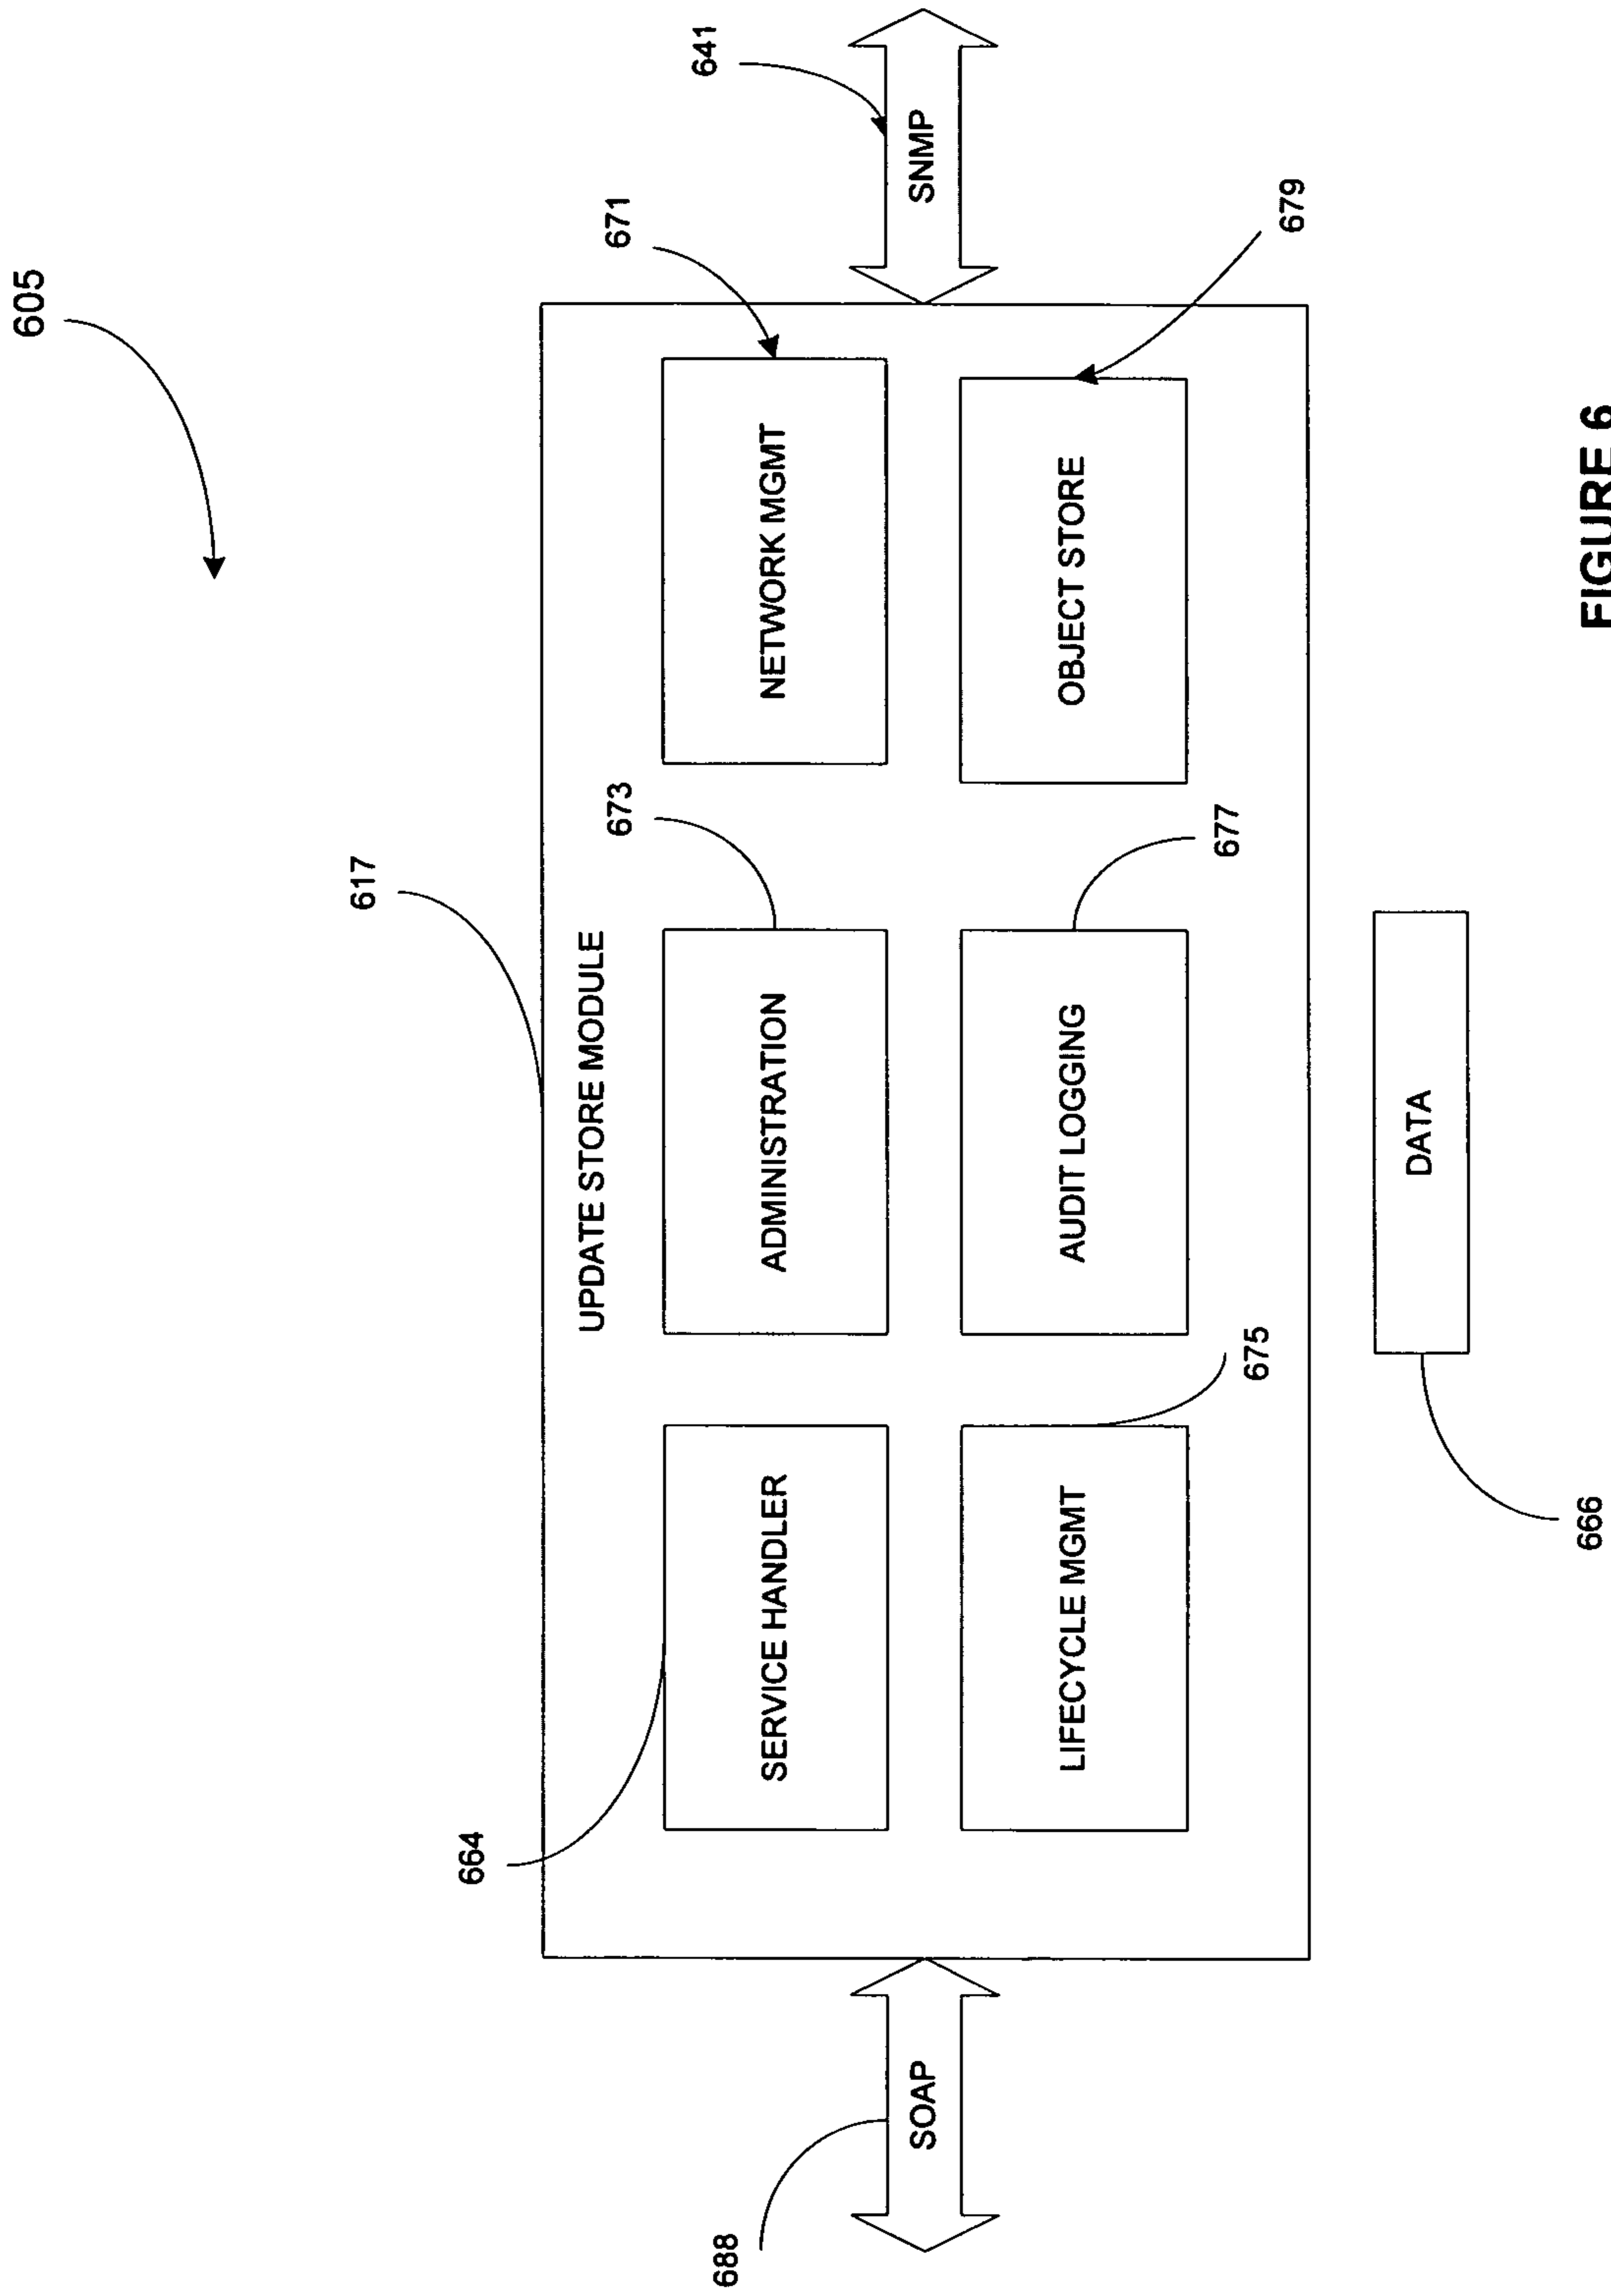 605
617
UPDATE STORE MODULE
664
673
671
641
SERVICE HANDLER
ADMINISTRATION
NETWORK MGMT
688
SOAP
SNMP
LIFECYCLE MGMT
AUDIT LOGGING
OBJECT STORE
675
677
679
DATA
666
FIGURE 6